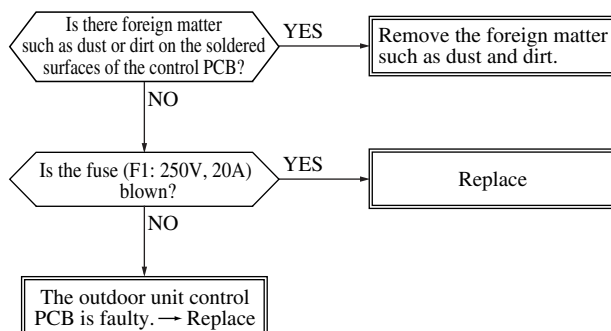 Is there foreign matter
such as dust or dirt on the soldered
surfaces of the control PCB?
YES
Remove the foreign matter
such as dust and dirt.
NO
Is the fuse (F1: 250V, 20A)
blown?
YES
Replace
NO
The outdoor unit control
PCB is faulty. → Replace